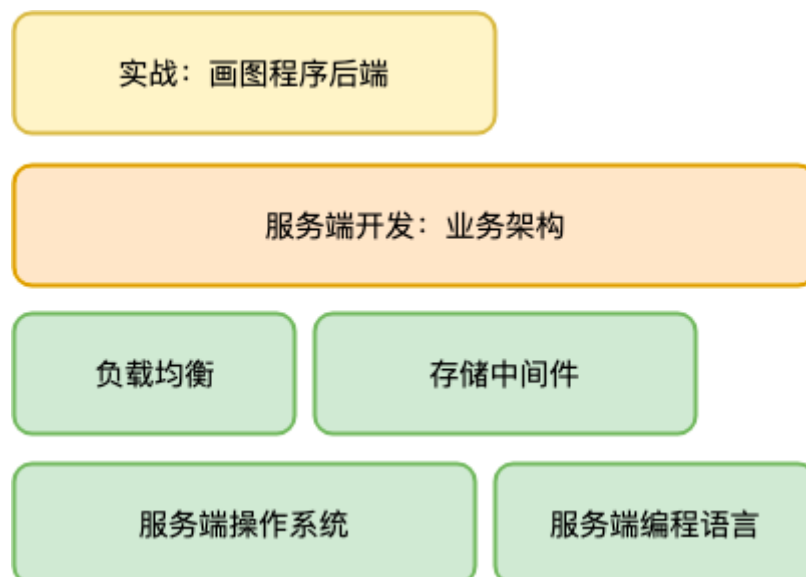 实战：画图程序后端
服务端开发：业务架构
负载均衡
存储中间件
服务端操作系统
服务端编程语言